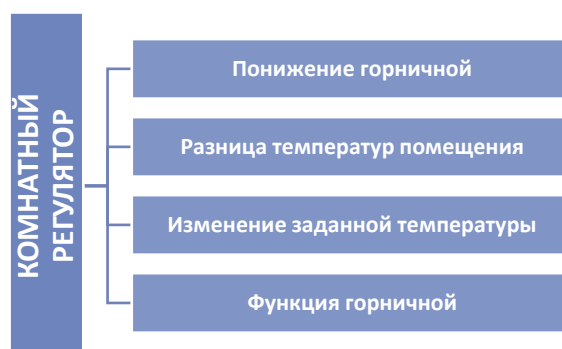 КОМНАТНЫЙ
РЕГУЛЯТОР
Понижение горничной
Разница температур помещения
Изменение заданной температуры
Функция горничной